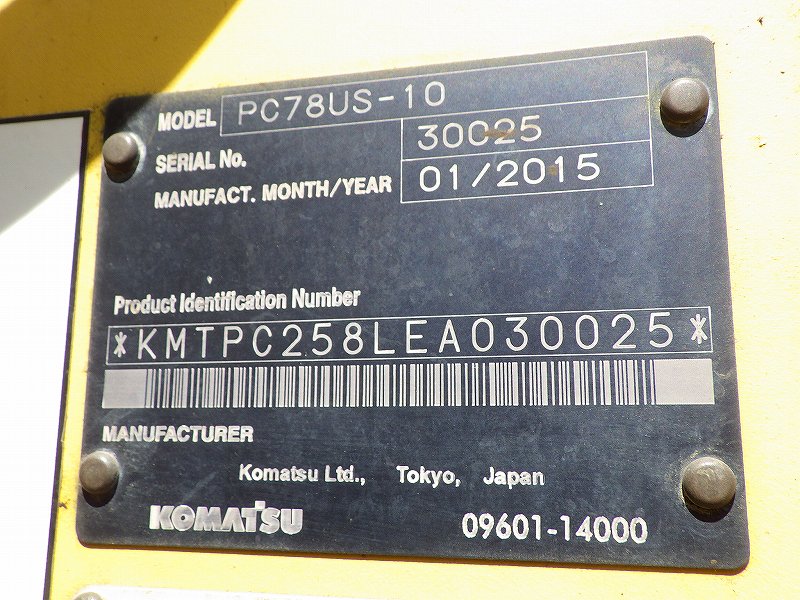 MODEL PC78US-10
SERIAL No. 30025
MANUFACT. MONTH/YEAR 01/2015
Product Identification Number
*KMTPC258LEA030025*
MANUFACTURER
Komatsu Ltd., Tokyo, Japan
KOMATSU 09601-14000